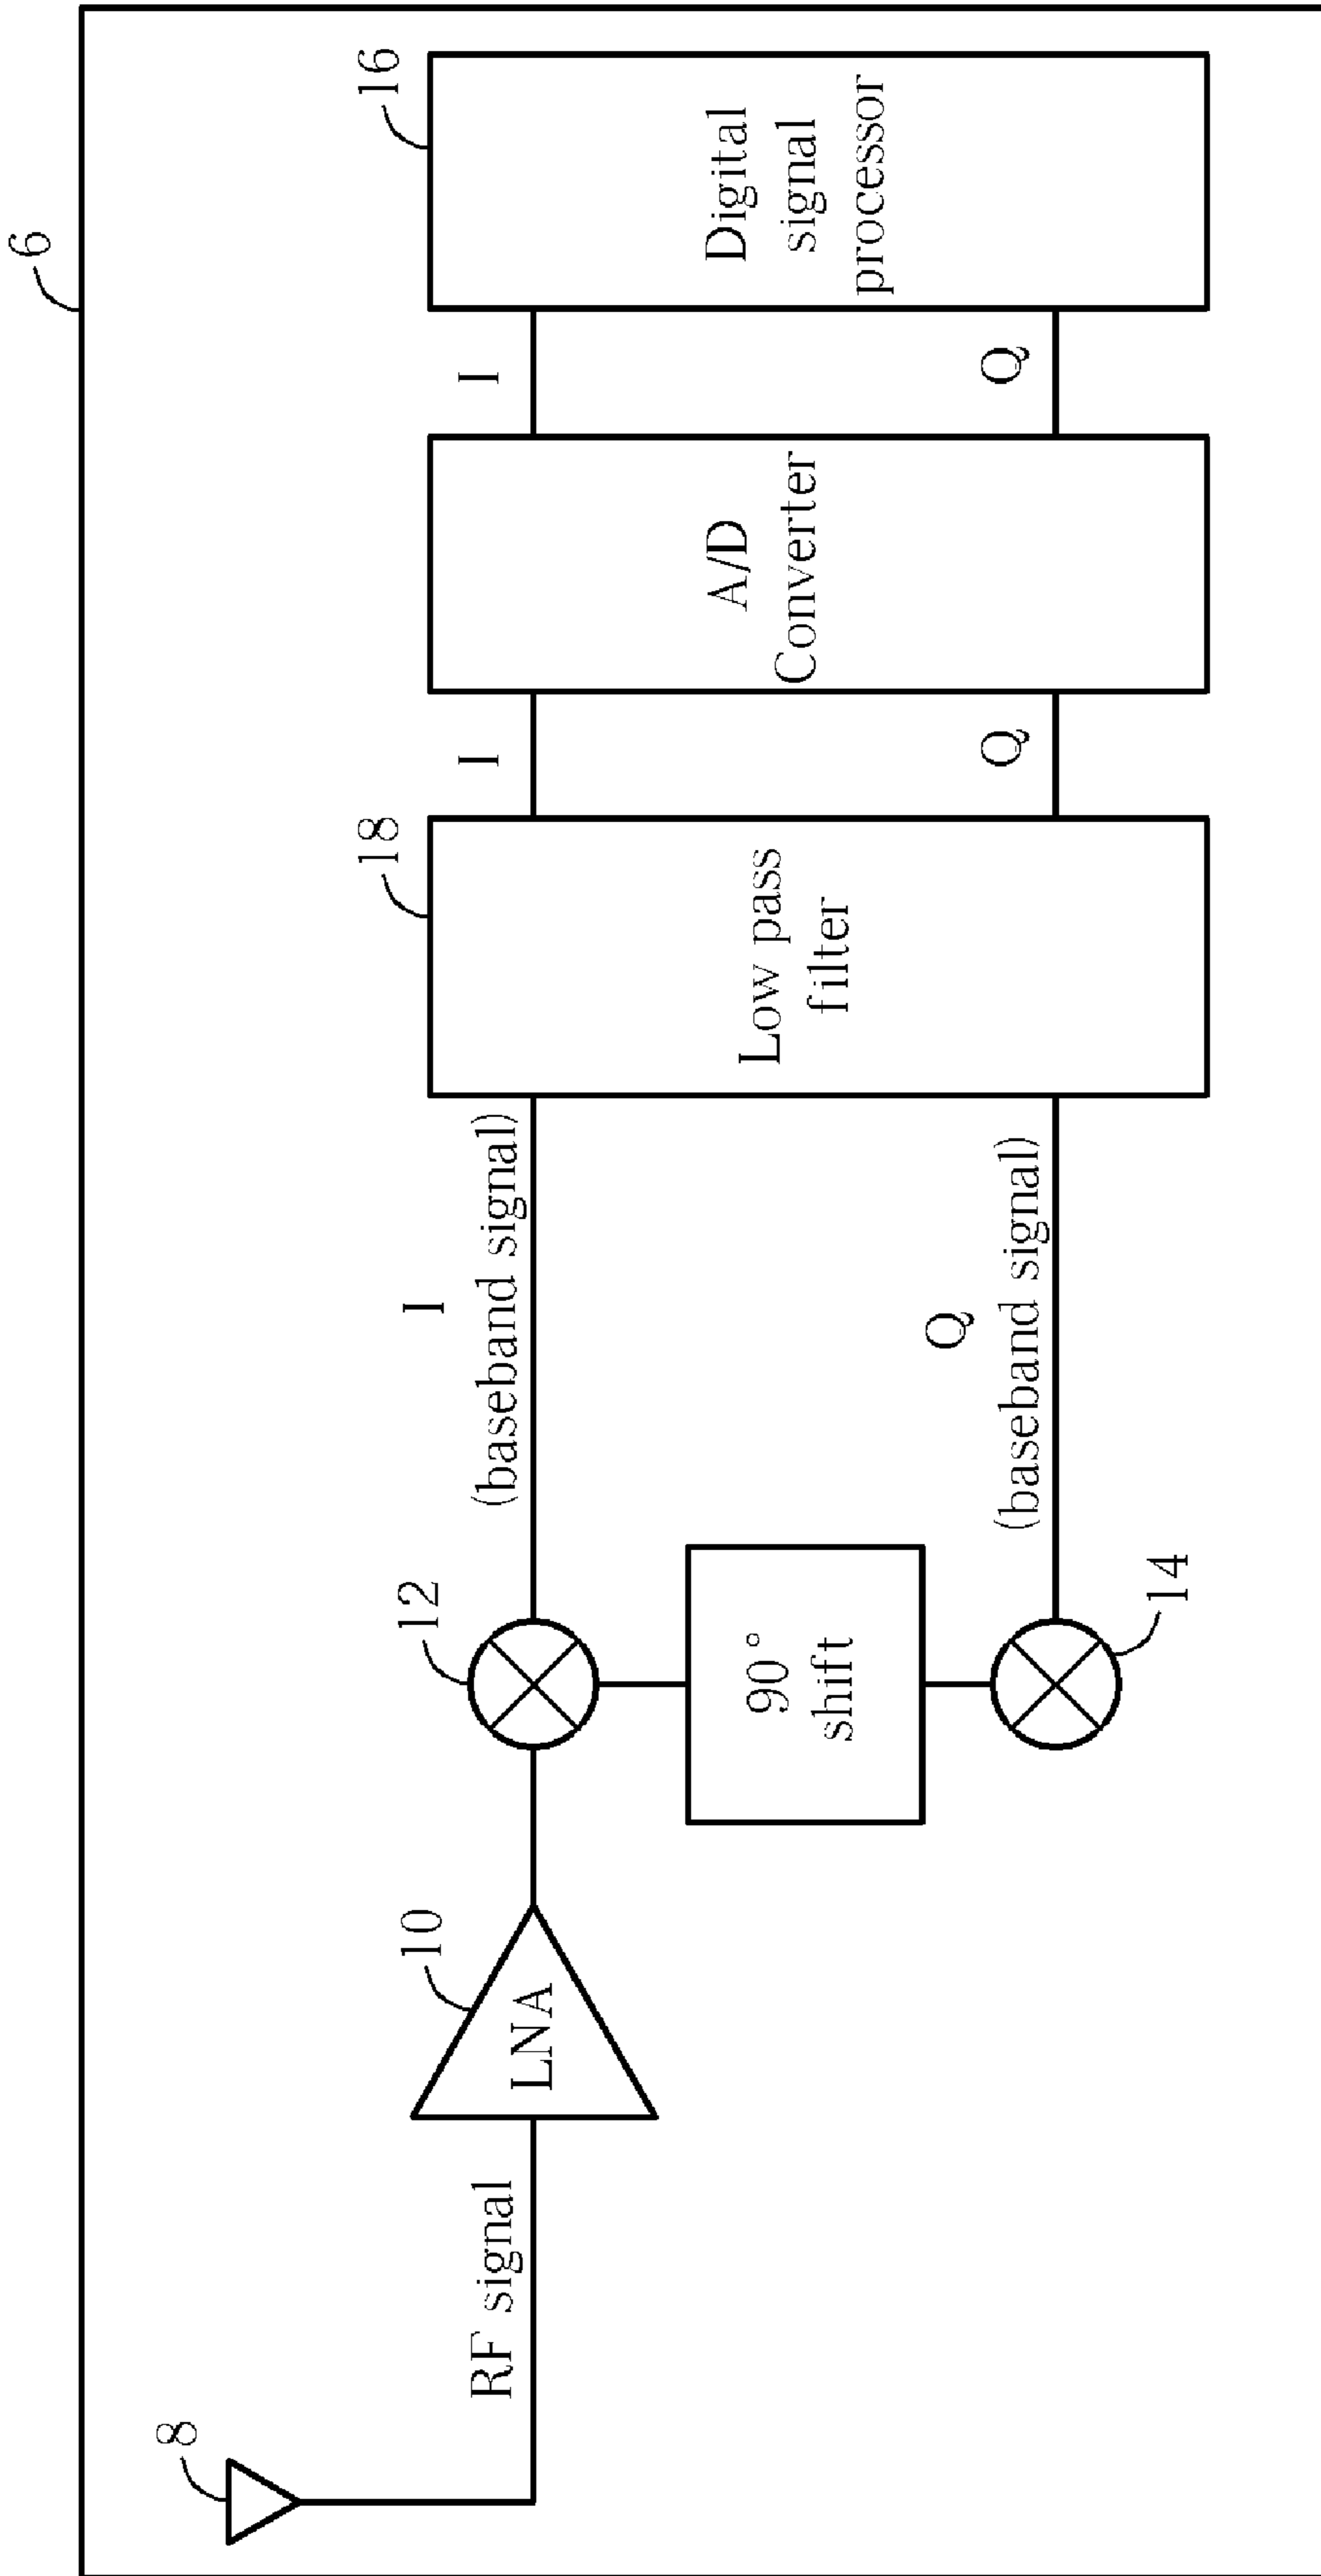 6
8
RF signal
LNA
10
12
90°
shift
14
I
(baseband signal)
Q
(baseband signal)
18
Low pass
filter
I
Q
A/D
Converter
I
Q
16
Digital
signal
processor